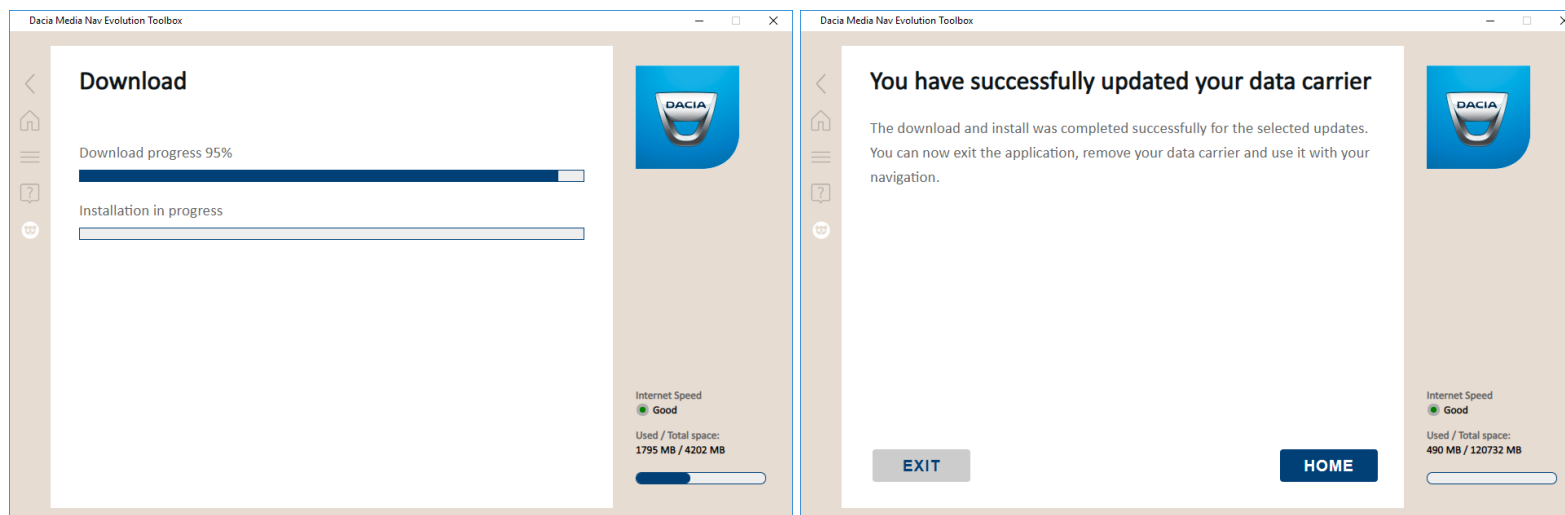 Dacia Media Nav Evolution Toolbox
Download
DACIA
Download progress 95%
Installation in progress
Internet Speed
Good
Used / Total space:
1795 MB / 4202 MB
Dacia Media Nav Evolution Toolbox
You have successfully updated your data carrier
DACIA
The download and install was completed successfully for the selected updates.
You can now exit the application, remove your data carrier and use it with your
navigation.
Internet Speed
Good
Used / Total space:
490 MB / 120732 MB
EXIT
HOME